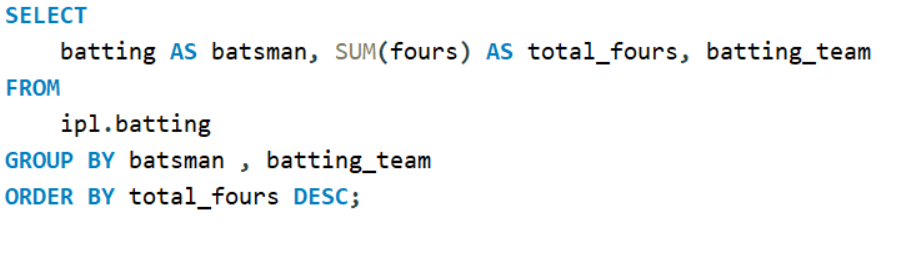 SELECT
batting AS batsman, SUM(fours) AS total_fours, batting_team
FROM
ipl.batting
GROUP BY batsman , batting_team
ORDER BY total_fours DESC;